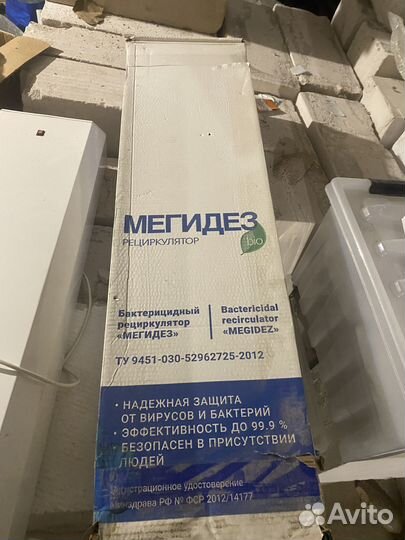 МЕГИДЕЗ
РЕЦИРКУЛЯТОР
bio
Бактерицидный
рециркулятор
«МЕГИДЕЗ»
Bactericidal
recirculator
«MEGIDEZ»
ТУ 9451-030-52962725-2012
• НАДЕЖНАЯ ЗАЩИТА
ОТ ВИРУСОВ И БАКТЕРИЙ
• ЭФФЕКТИВНОСТЬ ДО 99.9 %
• БЕЗОПАСЕН В ПРИСУТСТВИИ
ЛЮДЕЙ
Регистрационное удостоверение
Минздрава РФ № ФСР 2012/14177
Avito